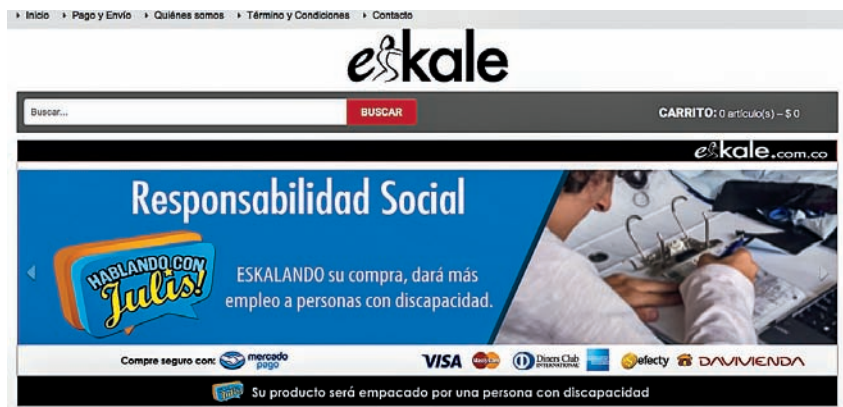 Inicio Pago y Envío Quiénes somos Término y Condiciones Contacto
eskale
Buscar... BUSCAR CARRITO: 0 artículo(s) – $ 0
eskale.com.co
Responsabilidad Social
HABLANDO CON
Julis!
ESKALANDO su compra, dará más
empleo a personas con discapacidad.
Compre seguro con: mercado pago VISA MasterCard Diners Club INTERNATIONAL efecty DAVIVIENDA
Su producto será empacado por una persona con discapacidad